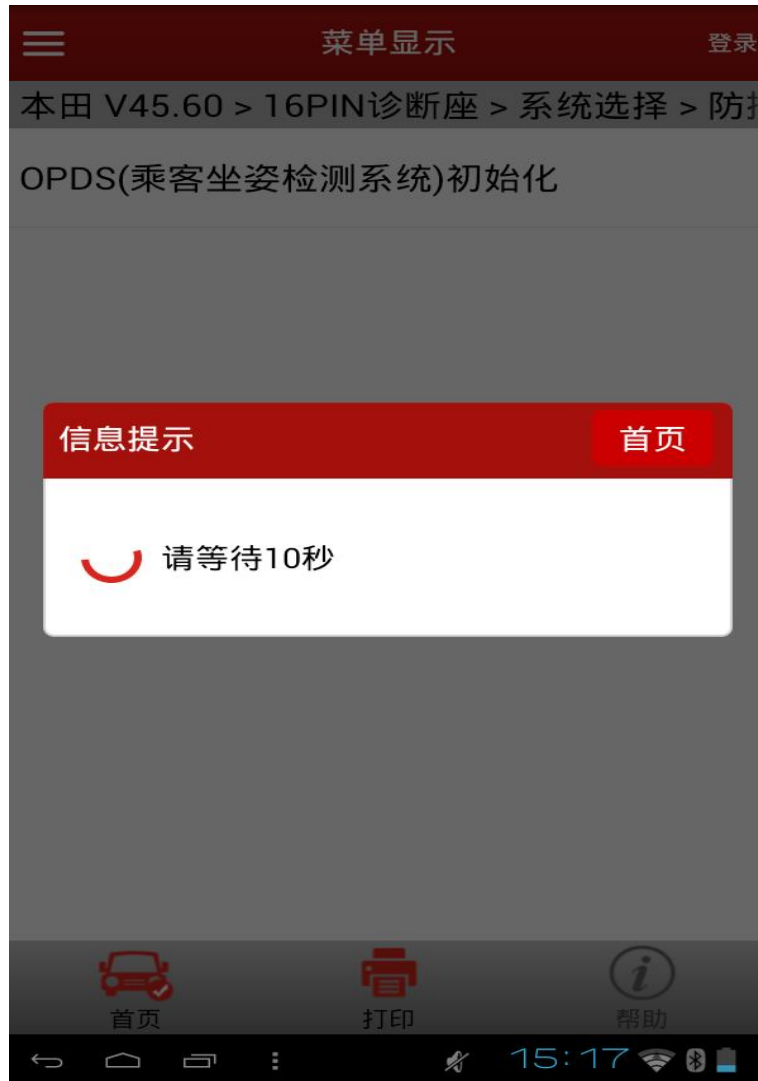 菜单显示 登录
本田 V45.60 > 16PIN诊断座 > 系统选择 > 防
OPDS(乘客坐姿检测系统)初始化
信息提示 首页
请等待10秒
首页 打印 帮助
15:17